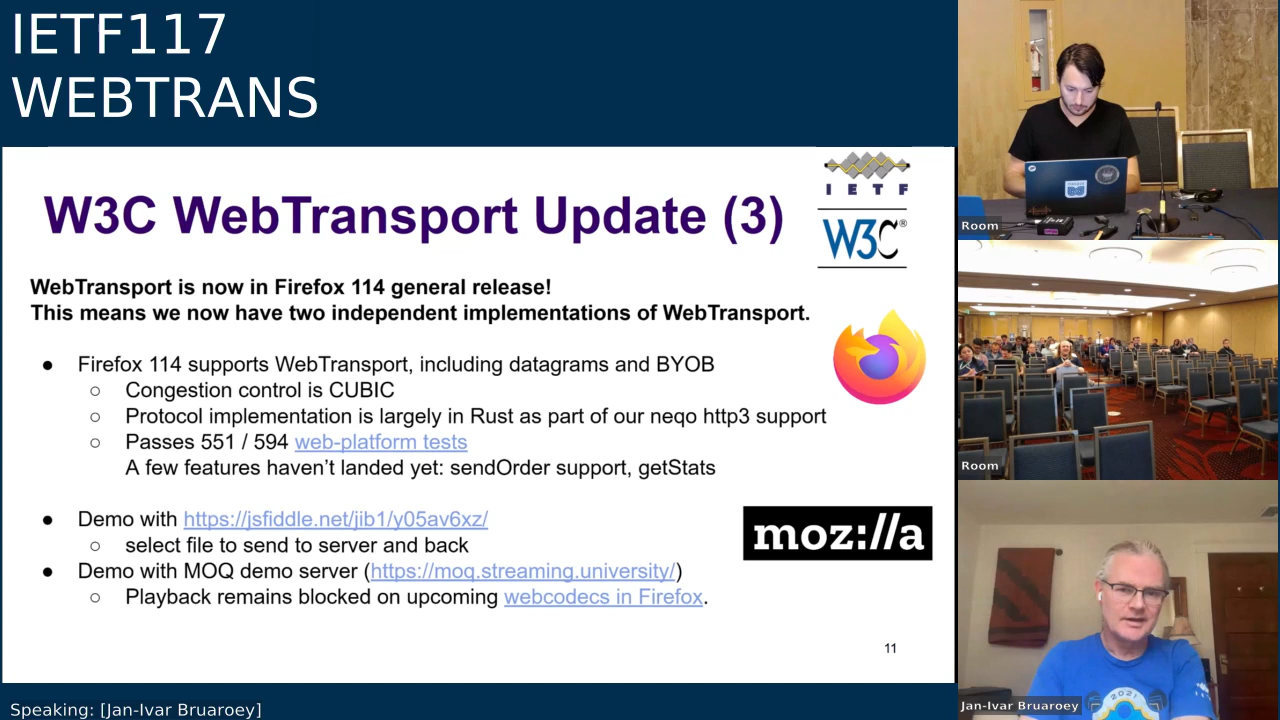 IETF117
WEBTRANS
I E T F
W3C®
W3C WebTransport Update (3)
WebTransport is now in Firefox 114 general release!
This means we now have two independent implementations of WebTransport.
● Firefox 114 supports WebTransport, including datagrams and BYOB
○ Congestion control is CUBIC
○ Protocol implementation is largely in Rust as part of our neqo http3 support
○ Passes 551 / 594 web-platform tests
A few features haven't landed yet: sendOrder support, getStats
● Demo with https://jsfiddle.net/jib1/y05av6xz/
○ select file to send to server and back
● Demo with MOQ demo server (https://moq.streaming.university/)
○ Playback remains blocked on upcoming webcodecs in Firefox.
moz://a
11
Speaking: [Jan-Ivar Bruaroey]
Room
Room
2021
Jan-Ivar Bruaroey